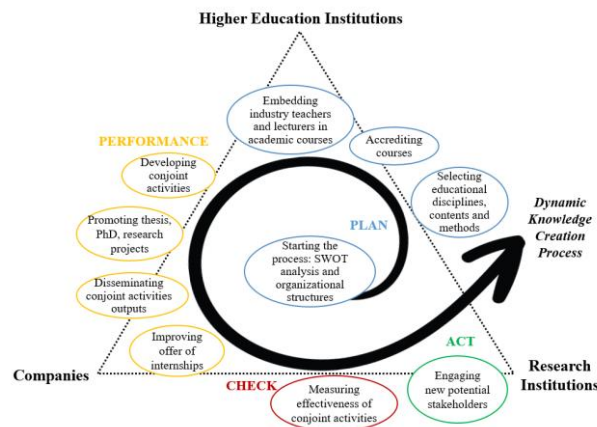 Higher Education Institutions
Embedding
industry teachers
and lecturers in
academic courses
PERFORMANCE
Accrediting
courses
Developing
conjoint
activities
Selecting
educational
disciplines,
contents and
methods
Dynamic
Knowledge
Creation
Process
Promoting thesis,
PhD, research
projects
PLAN
Starting the
process: SWOT
analysis and
organizational
structures
Disseminating
conjoint activities
outputs
Improving
offer of
internships
ACT
Companies
Research
Institutions
CHECK
Measuring
effectiveness of
conjoint activities
Engaging
new potential
stakeholders